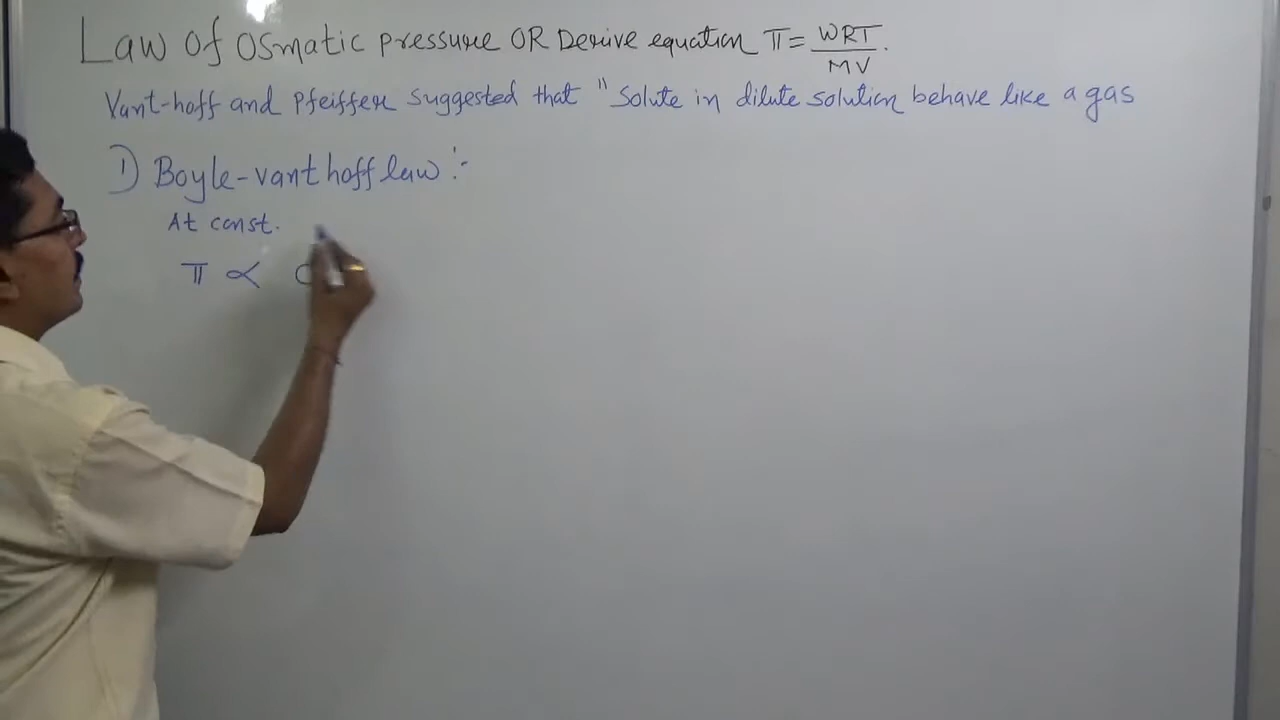 Law Of Osmatic pressure OR Derive equation π = WRT/MV.
Vant-hoff and Pfeiffer suggested that " Solute in dilute solution behave like a gas
1) Boyle-vant hoff law :-
At const.
π ∝ C